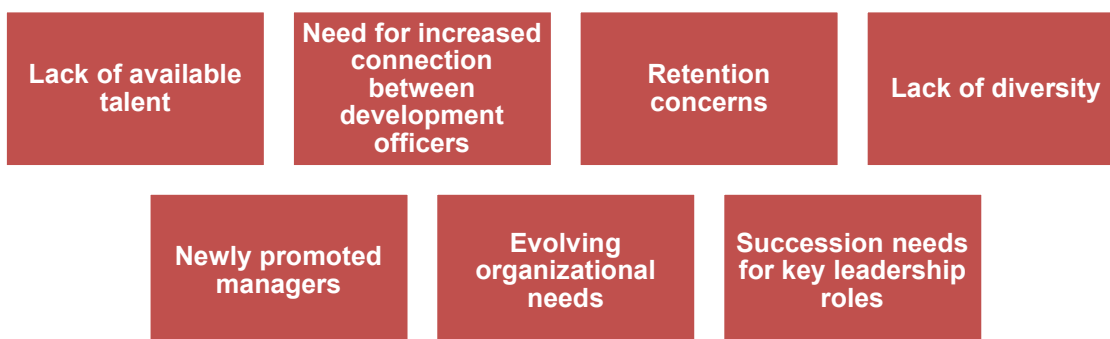 Lack of available
talent
Need for increased
connection
between
development
officers
Retention
concerns
Lack of diversity
Newly promoted
managers
Evolving
organizational
needs
Succession needs
for key leadership
roles